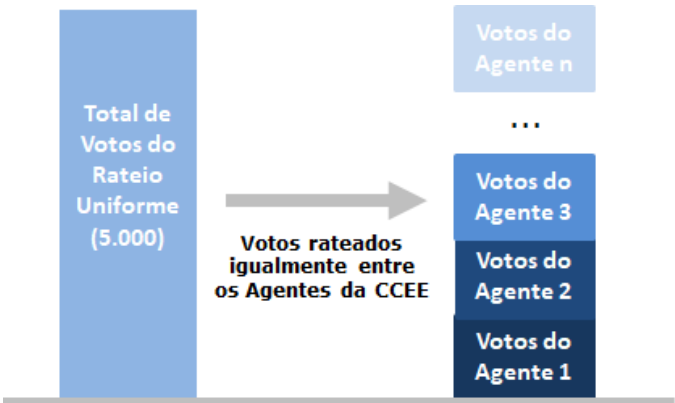 Total de
Votos do
Rateio
Uniforme
(5.000)
Votos rateados
igualmente entre
os Agentes da CCEE
Votos do
Agente n
...
Votos do
Agente 3
Votos do
Agente 2
Votos do
Agente 1